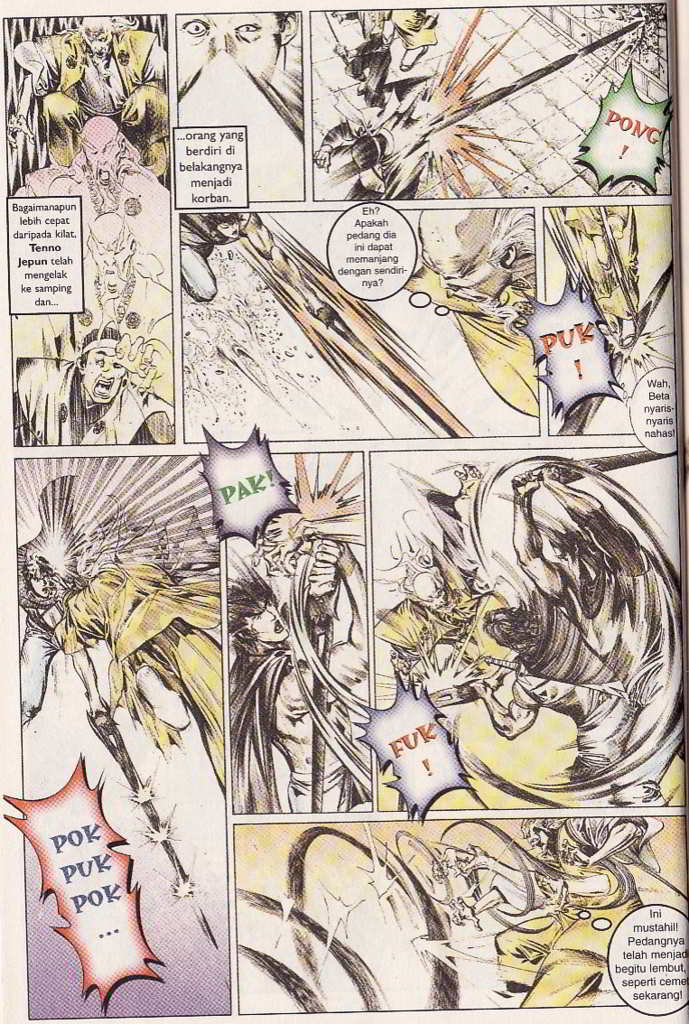 Bagaimanapun
lebih cepat
daripada kilat,
Tenno
Jepun telah
mengelak
ke samping
dan...
...orang yang
berdiri di
belakangnya
menjadi
korban.
PONG
!
Eh?
Apakah
pedang dia
ini dapat
memanjang
dengan sendiri-
nya?
PUK
!
Wah,
Beta
nyaris-
nyaris
nahas!
POK
PUK
POK
...
PAK!
FUK
!
Ini
mustahil!
Pedangnya
telah menjad
begitu lembut,
seperti cemet
sekarang!